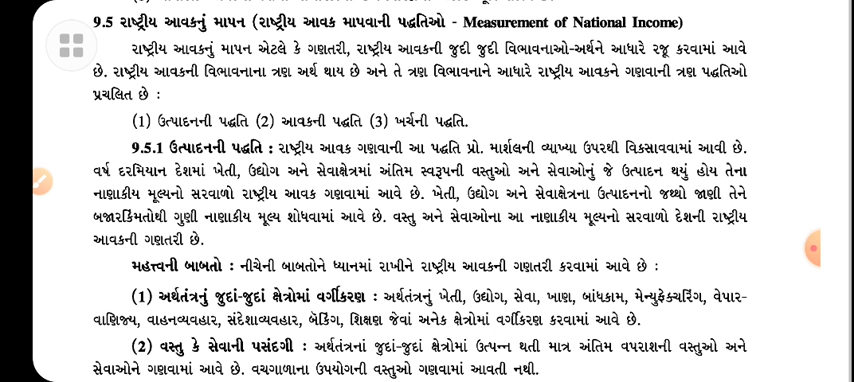 9.5 રાષ્ટ્રીય આવકનું માપન (રાષ્ટ્રીય આવક માપવાની પદ્ધતિઓ - Measurement of National Income)
રાષ્ટ્રીય આવકનું માપન એટલે કે ગણતરી, રાષ્ટ્રીય આવકની જુદી જુદી વિભાવનાઓ-અર્થને આધારે રજૂ કરવામાં આવે
છે. રાષ્ટ્રીય આવકની વિભાવનાના ત્રણ અર્થ થાય છે અને તે ત્રણ વિભાવનાને આધારે રાષ્ટ્રીય આવકને ગણવાની ત્રણ પદ્ધતિઓ
પ્રચલિત છે :
(1) ઉત્પાદનની પદ્ધતિ (2) આવકની પદ્ધતિ (3) ખર્ચની પદ્ધતિ.
9.5.1 ઉત્પાદનની પદ્ધતિ : રાષ્ટ્રીય આવક ગણવાની આ પદ્ધતિ પ્રો. માર્શલની વ્યાખ્યા ઉપરથી વિકસાવવામાં આવી છે.
વર્ષ દરમિયાન દેશમાં ખેતી, ઉદ્યોગ અને સેવાક્ષેત્રમાં અંતિમ સ્વરૂપની વસ્તુઓ અને સેવાઓનું જે ઉત્પાદન થયું હોય તેના
નાણાકીય મૂલ્યનો સરવાળો રાષ્ટ્રીય આવક ગણવામાં આવે છે. ખેતી, ઉદ્યોગ અને સેવાક્ષેત્રના ઉત્પાદનનો જથ્થો જાણી તેને
બજારકિંમતોથી ગુણી નાણાકીય મૂલ્ય શોધવામાં આવે છે. વસ્તુ અને સેવાઓના આ નાણાકીય મૂલ્યનો સરવાળો દેશની રાષ્ટ્રીય
આવકની ગણતરી છે.
મહત્ત્વની બાબતો : નીચેની બાબતોને ધ્યાનમાં રાખીને રાષ્ટ્રીય આવકની ગણતરી કરવામાં આવે છે :
(1) અર્થતંત્રનું જુદાં-જુદાં ક્ષેત્રોમાં વર્ગીકરણ : અર્થતંત્રનું ખેતી, ઉદ્યોગ, સેવા, ખાણ, બાંધકામ, મેન્યુફેક્ચરિંગ, વેપાર-
વાણિજ્ય, વાહનવ્યવહાર, સંદેશાવ્યવહાર, બૅંકિંગ, શિક્ષણ જેવાં અનેક ક્ષેત્રોમાં વર્ગીકરણ કરવામાં આવે છે.
(2) વસ્તુ કે સેવાની પસંદગી : અર્થતંત્રનાં જુદાં-જુદાં ક્ષેત્રોમાં ઉત્પન્ન થતી માત્ર અંતિમ વપરાશની વસ્તુઓ અને
સેવાઓને ગણવામાં આવે છે. વચગાળાના ઉપયોગની વસ્તુઓ ગણવામાં આવતી નથી.